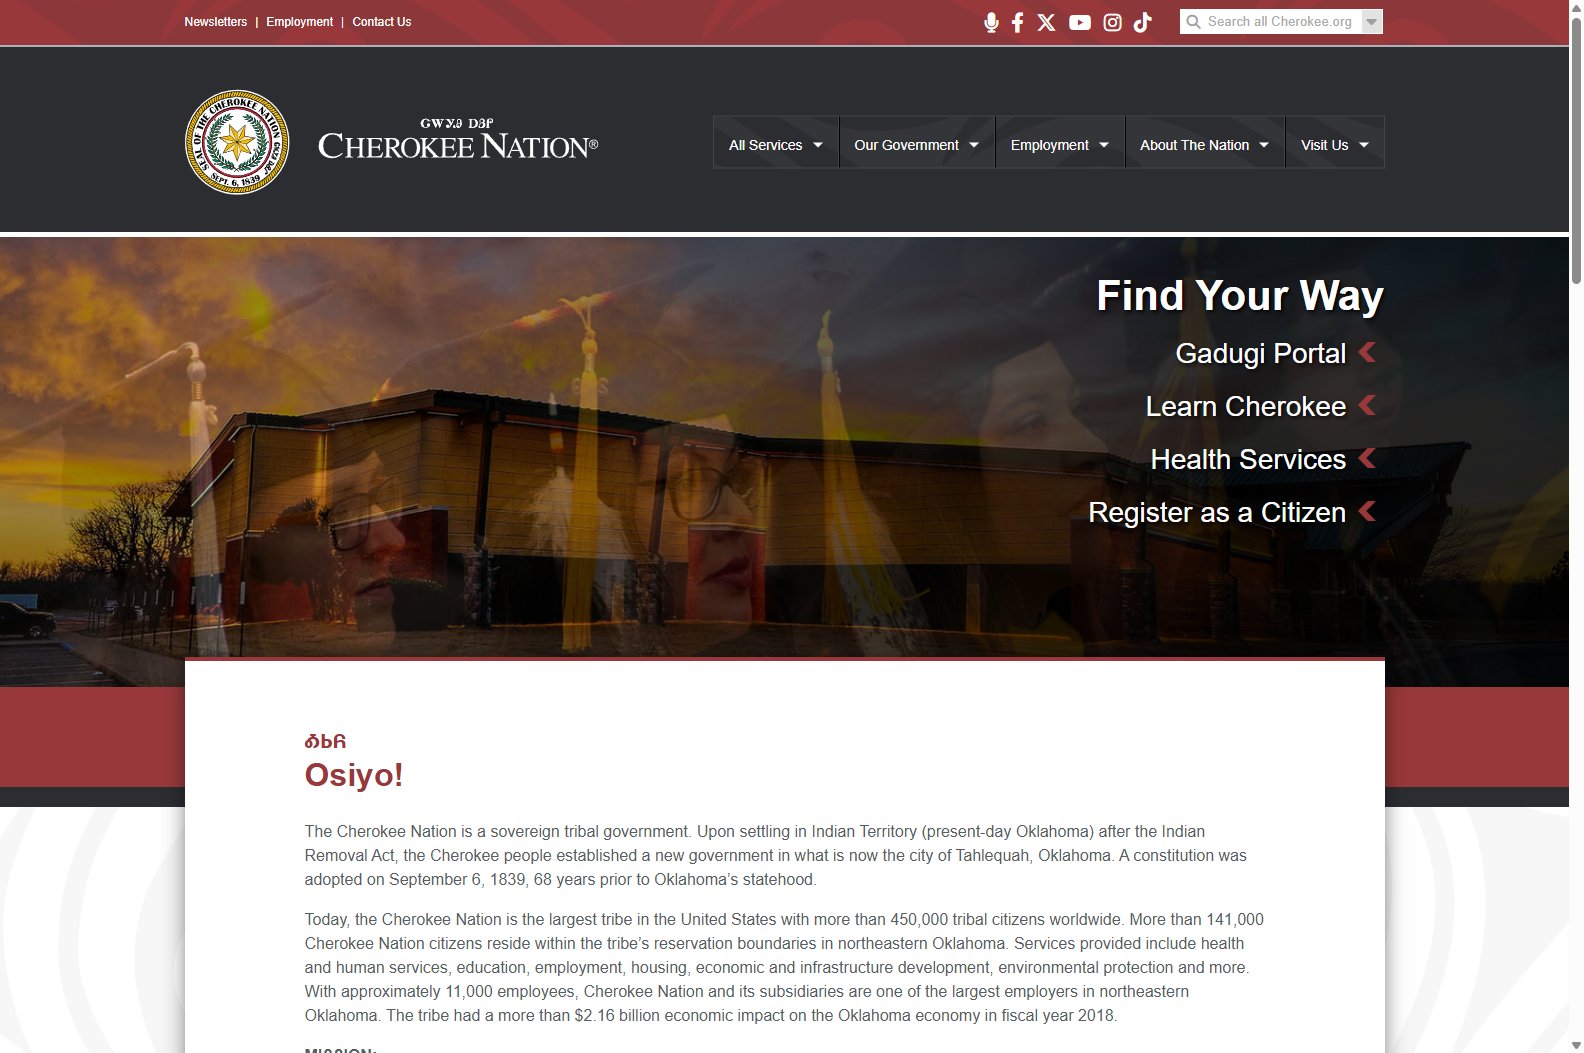 Newsletters | Employment | Contact Us
Search all Cherokee.org
SEAL OF THE CHEROKEE NATION
SEPT. 6, 1839
ᏣᎳᎩᎯ ᎠᏰᎵ
CHEROKEE NATION®
All Services
Our Government
Employment
About The Nation
Visit Us
Find Your Way
Gadugi Portal
Learn Cherokee
Health Services
Register as a Citizen
ᎣᏏᏲ
Osiyo!
The Cherokee Nation is a sovereign tribal government. Upon settling in Indian Territory (present-day Oklahoma) after the Indian
Removal Act, the Cherokee people established a new government in what is now the city of Tahlequah, Oklahoma. A constitution was
adopted on September 6, 1839, 68 years prior to Oklahoma’s statehood.
Today, the Cherokee Nation is the largest tribe in the United States with more than 450,000 tribal citizens worldwide. More than 141,000
Cherokee Nation citizens reside within the tribe’s reservation boundaries in northeastern Oklahoma. Services provided include health
and human services, education, employment, housing, economic and infrastructure development, environmental protection and more.
With approximately 11,000 employees, Cherokee Nation and its subsidiaries are one of the largest employers in northeastern
Oklahoma. The tribe had a more than $2.16 billion economic impact on the Oklahoma economy in fiscal year 2018.
MISSION: